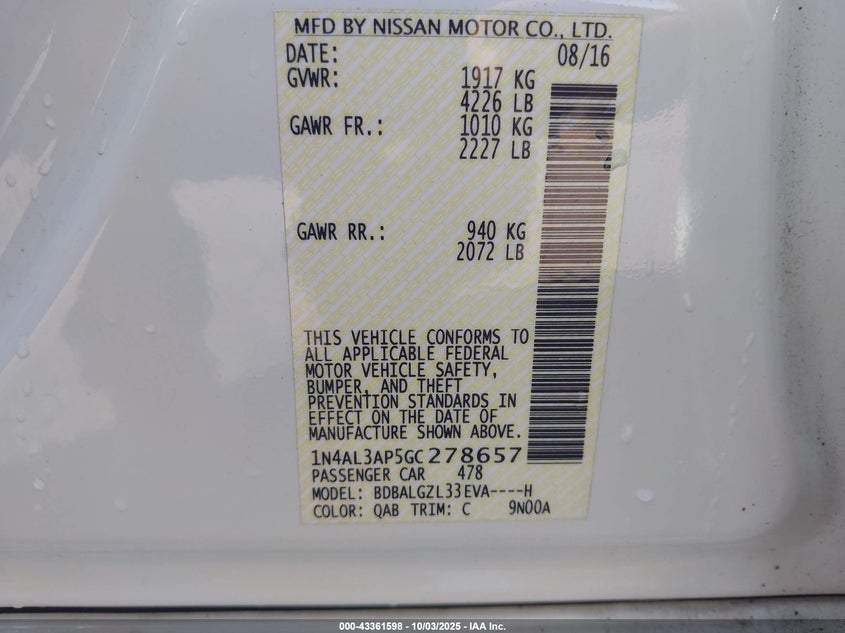 MFD BY NISSAN MOTOR CO., LTD.
DATE: 08/16
GVWR: 1917 KG
4226 LB
GAWR FR.: 1010 KG
2227 LB
GAWR RR.: 940 KG
2072 LB
THIS VEHICLE CONFORMS TO
ALL APPLICABLE FEDERAL
MOTOR VEHICLE SAFETY,
BUMPER, AND THEFT
PREVENTION STANDARDS IN
EFFECT ON THE DATE OF
MANUFACTURE SHOWN ABOVE.
1N4AL3AP5GC278657
PASSENGER CAR 478
MODEL: BDBALGZL33EVA----H
COLOR: QAB TRIM: C 9N00A
000-43361598 - 10/03/2025 - IAA Inc.